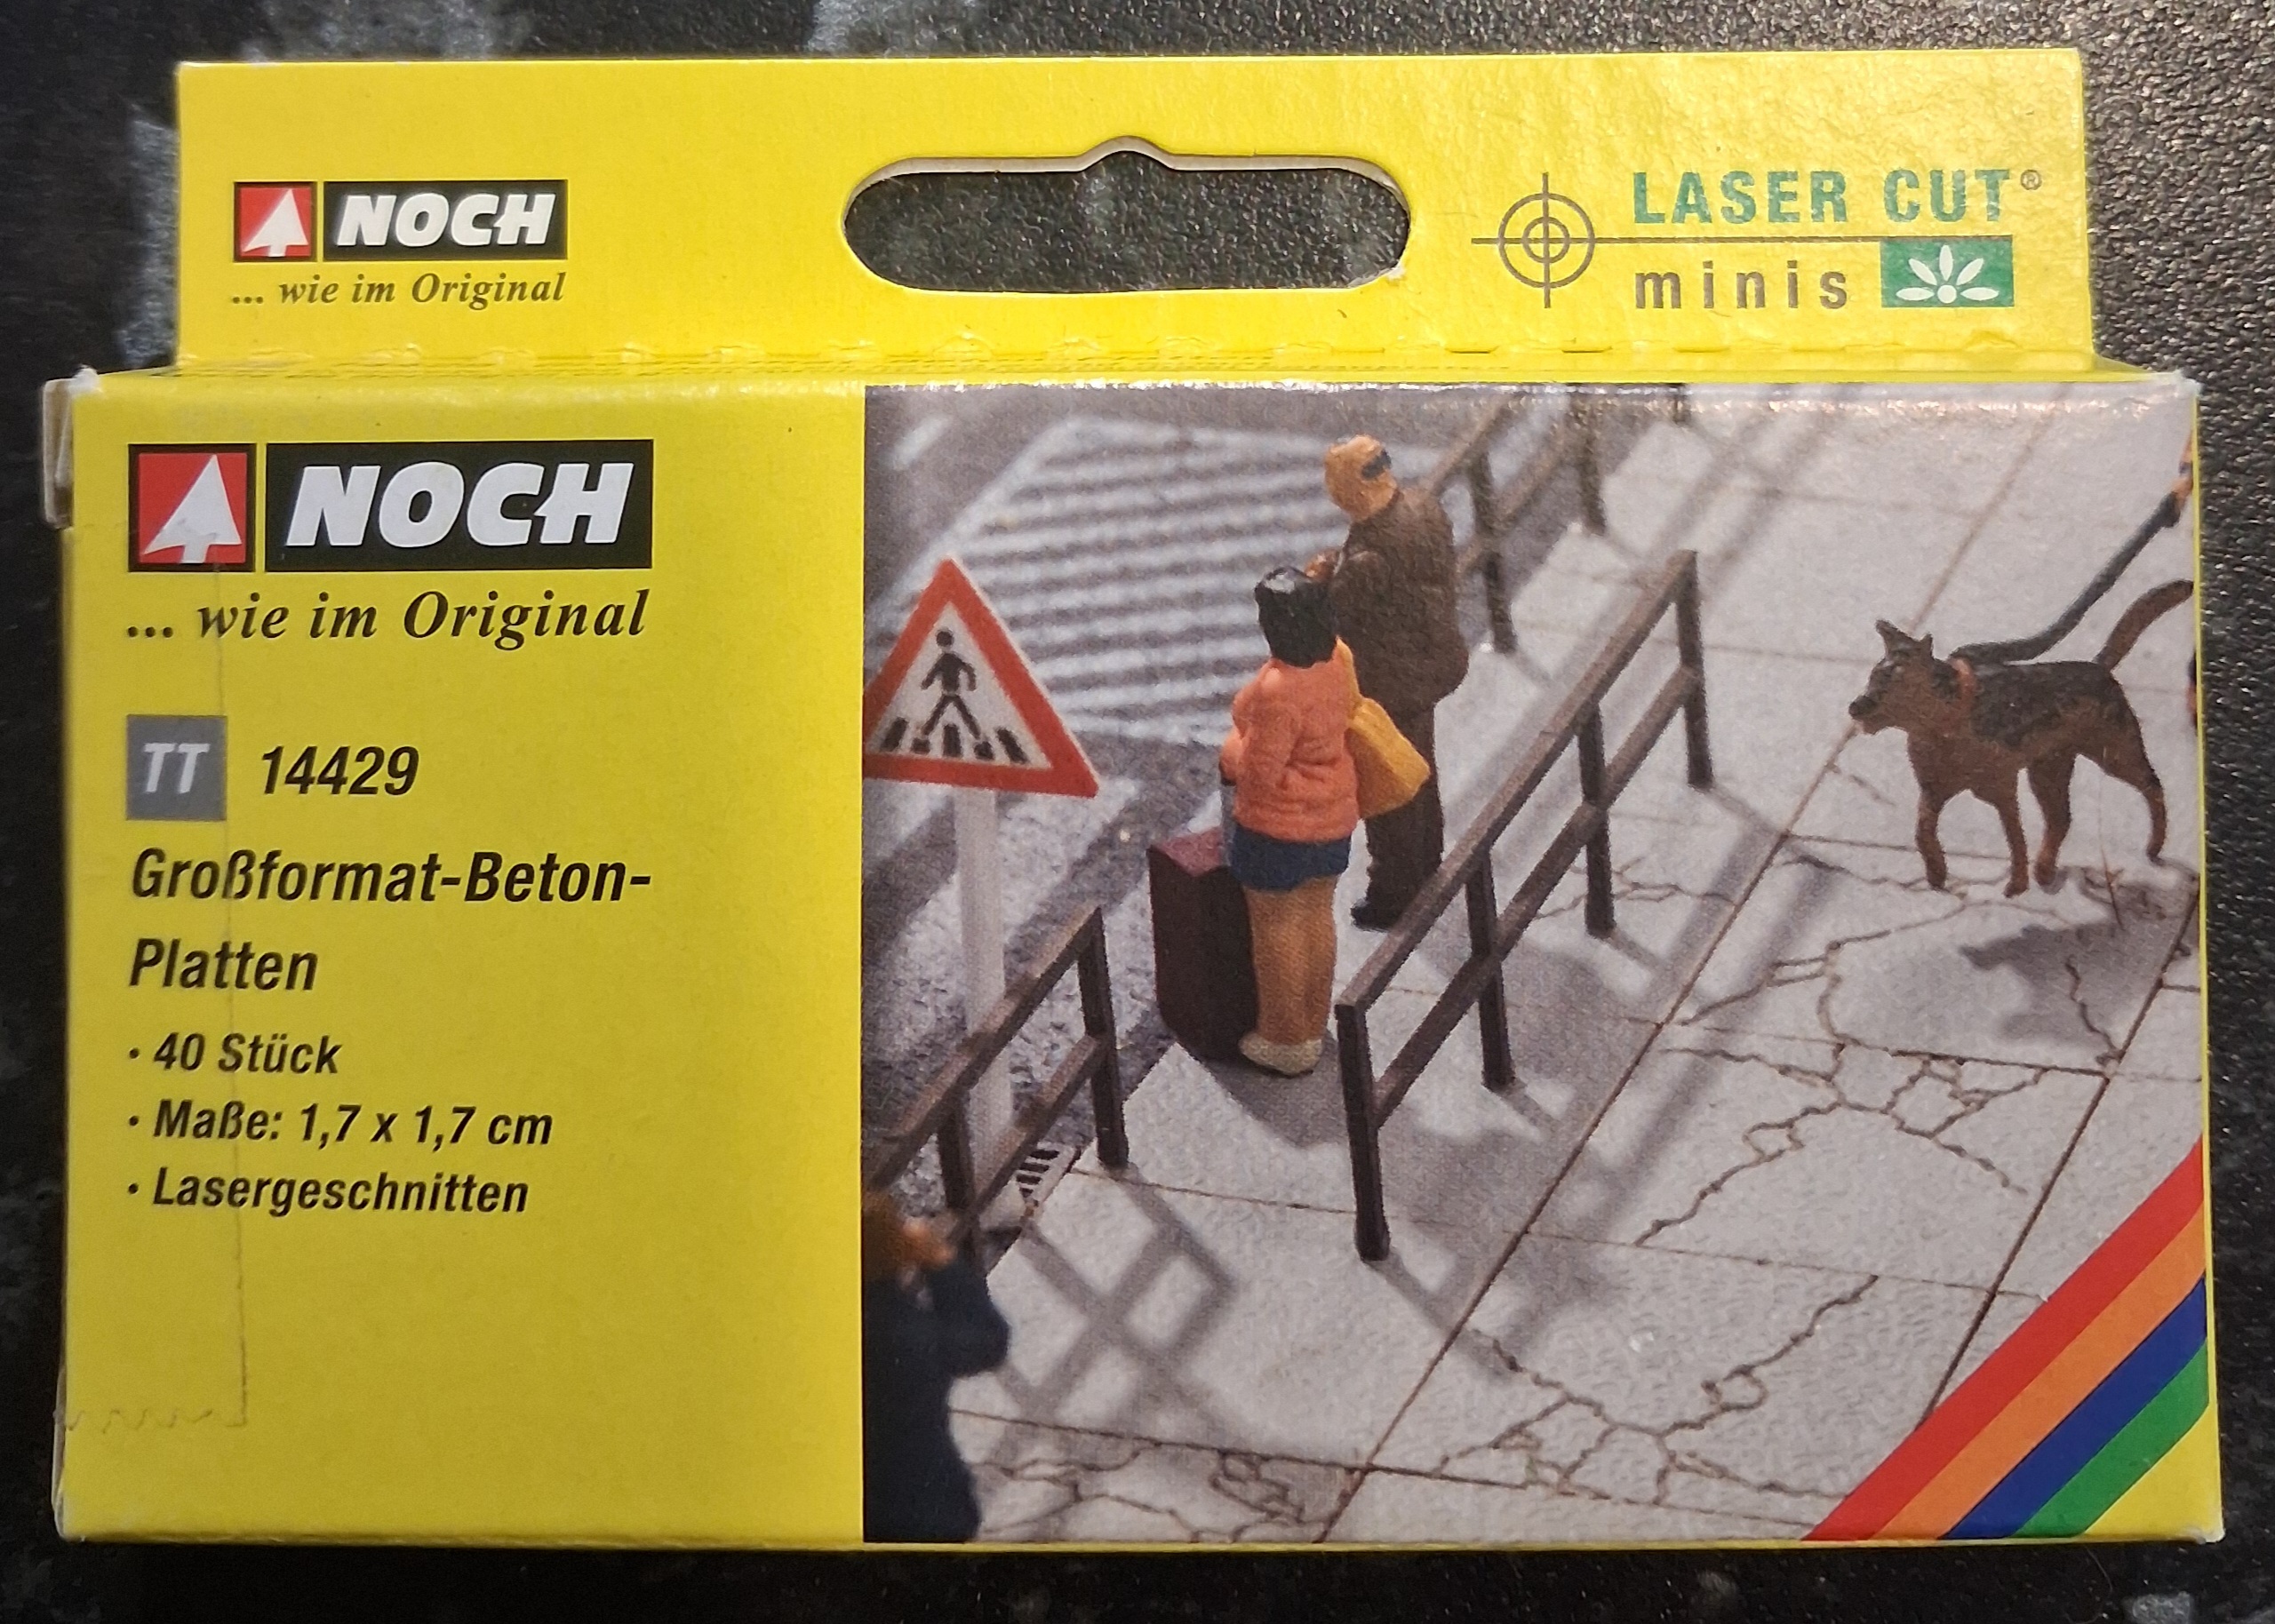 NOCH
... wie im Original
LASER CUT®
minis
NOCH
... wie im Original
TT 14429
Großformat-Beton-
Platten
· 40 Stück
· Maße: 1,7 x 1,7 cm
· Lasergeschnitten